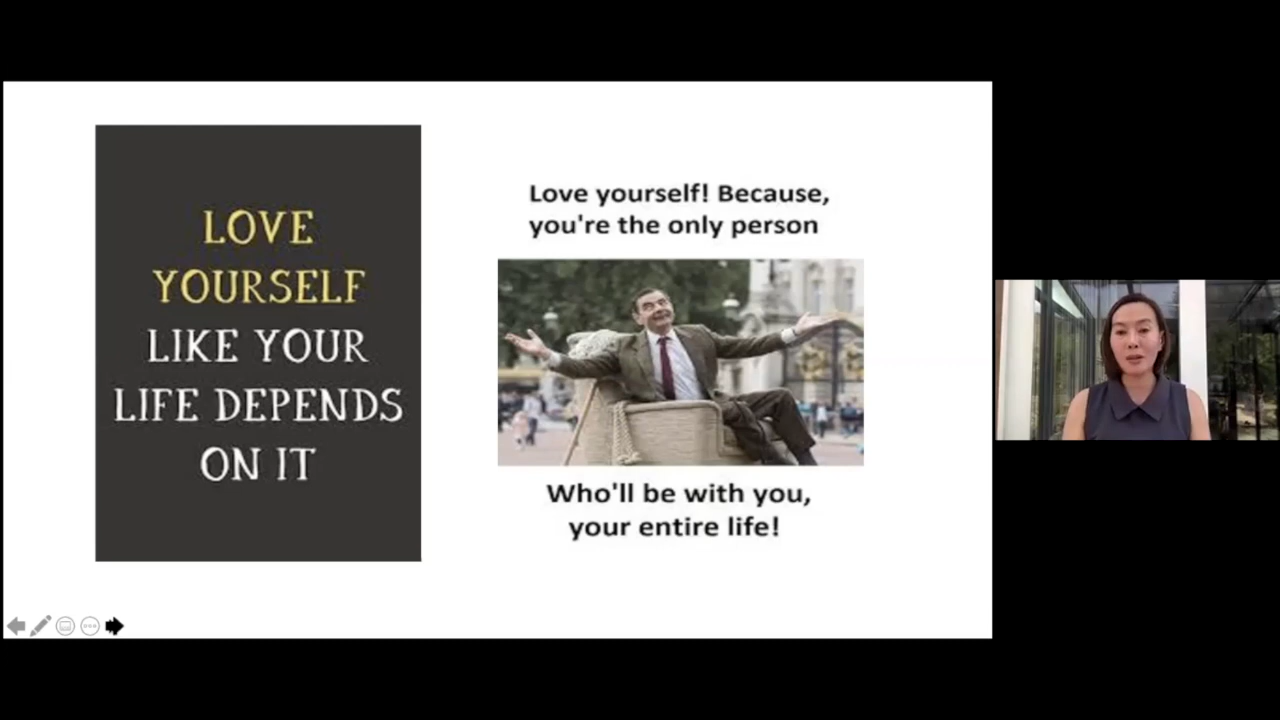 LOVE
YOURSELF
LIKE YOUR
LIFE DEPENDS
ON IT
Love yourself! Because,
you're the only person
Who'll be with you,
your entire life!